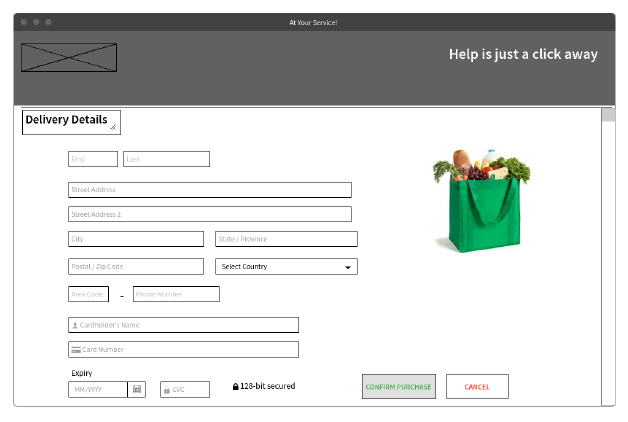 At Your Service!
Help is just a click away
Delivery Details
First Last
Street Address
Street Address 2
City State / Province
Postal / Zip Code Select Country
Area Code - Phone Number
Cardholder's Name
Card Number
Expiry
MM/YYYY CVC 128-bit secured CONFIRM PURCHASE CANCEL